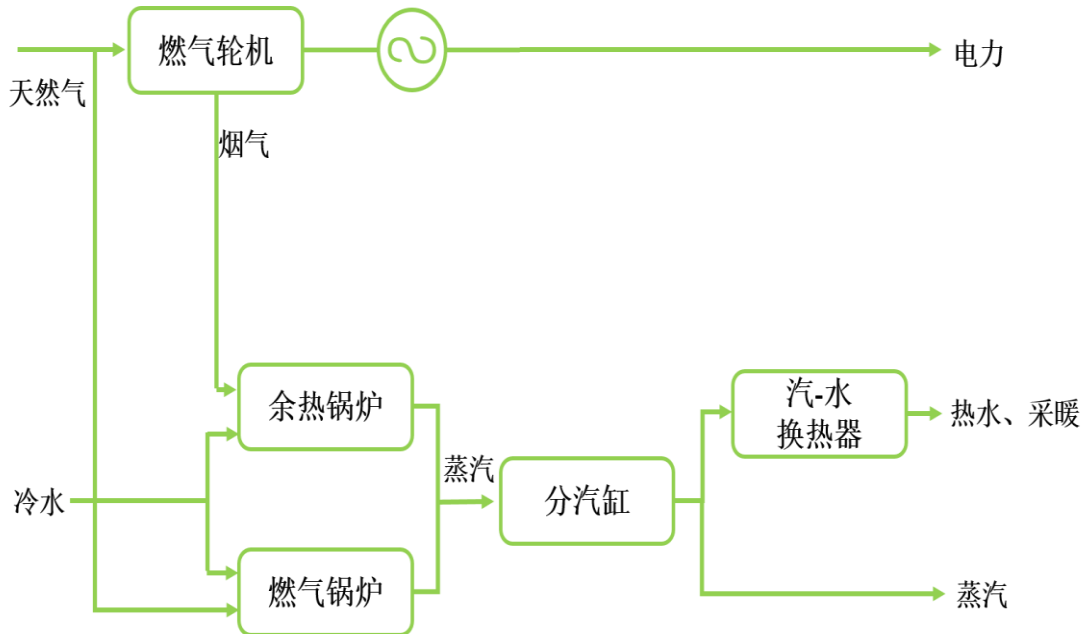 燃气轮机
电力
天然气
烟气
余热锅炉
汽-水
换热器
热水、采暖
蒸汽
冷水
分汽缸
燃气锅炉
蒸汽